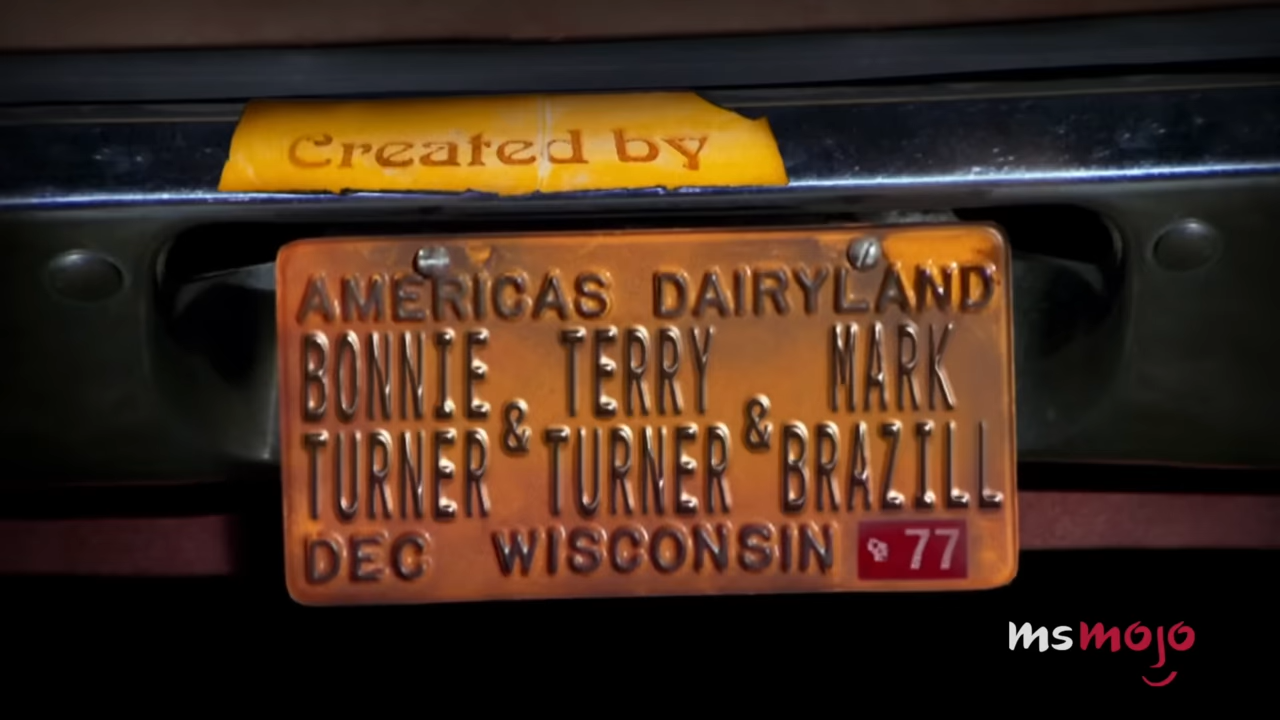 Created by
AMERICAS DAIRYLAND
BONNIE TERRY MARK
& &
TURNER TURNER BRAZILL
DEC WISCONSIN 77
msmojo